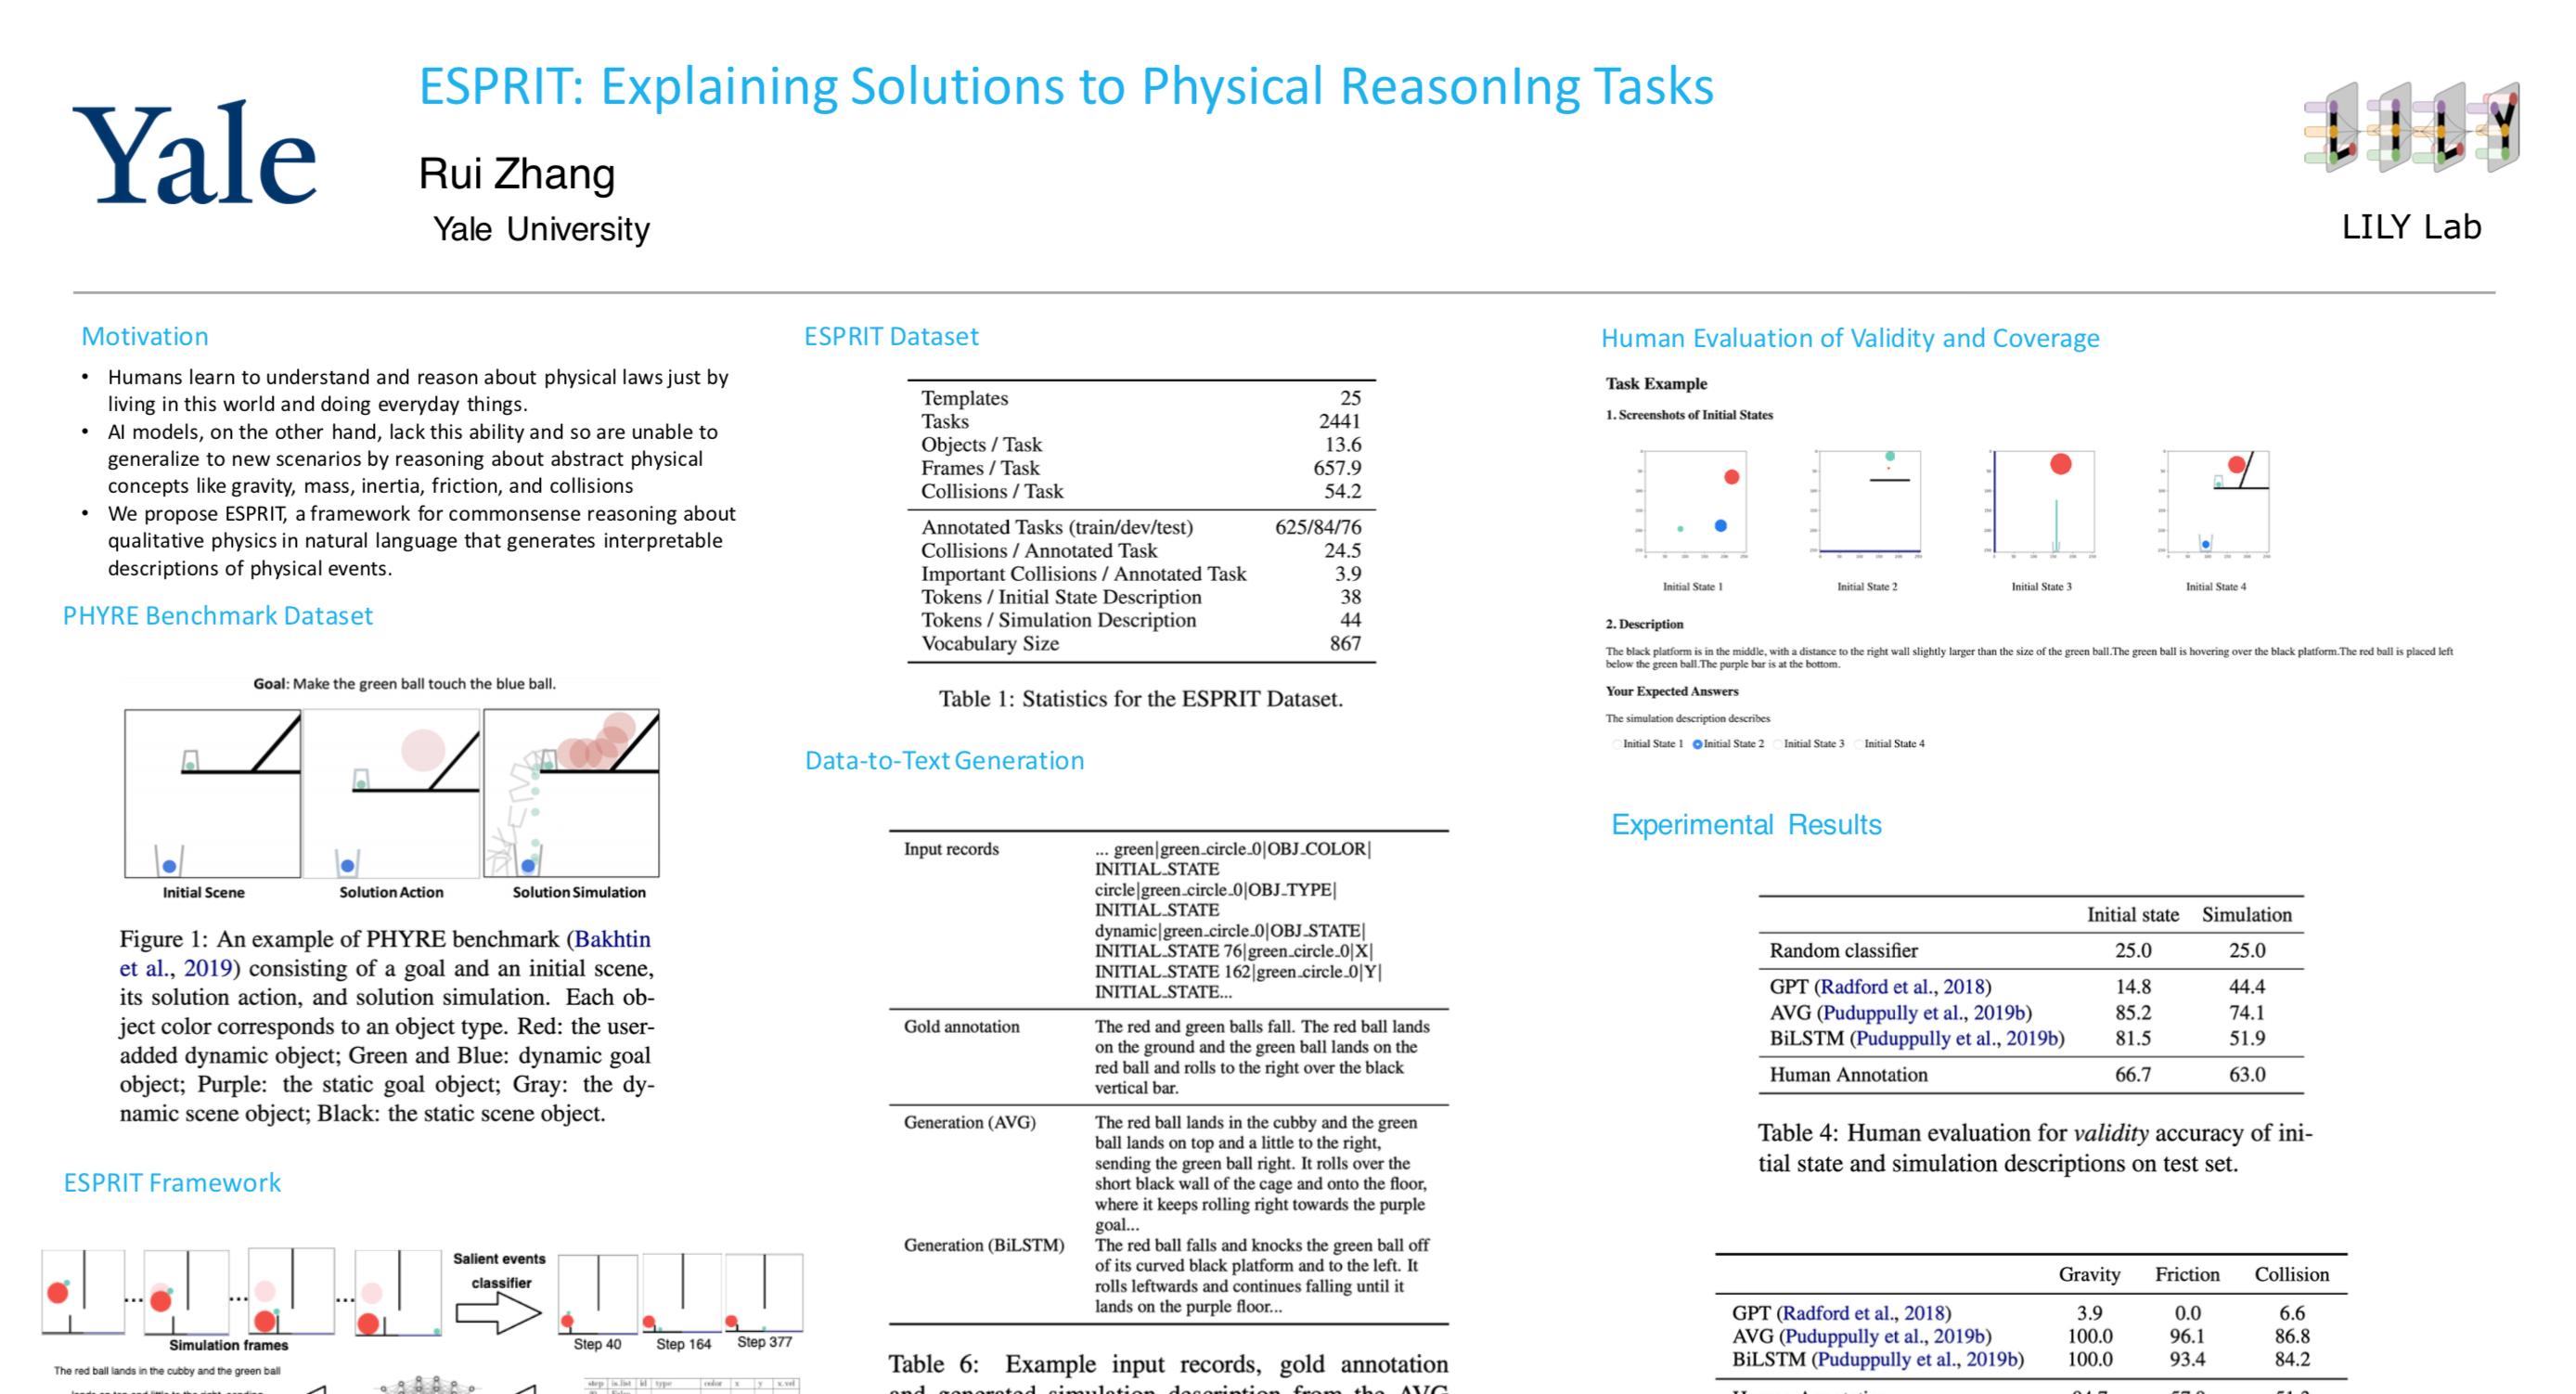 ESPRIT: Explaining Solutions to Physical ReasonIng Tasks
Yale
Rui Zhang
Yale University
LILY Lab
Motivation
• Humans learn to understand and reason about physical laws just by
living in this world and doing everyday things.
• AI models, on the other hand, lack this ability and so are unable to
generalize to new scenarios by reasoning about abstract physical
concepts like gravity, mass, inertia, friction, and collisions
• We propose ESPRIT, a framework for commonsense reasoning about
qualitative physics in natural language that generates interpretable
descriptions of physical events.
PHYRE Benchmark Dataset
Goal: Make the green ball touch the blue ball.
Initial Scene Solution Action Solution Simulation
Figure 1: An example of PHYRE benchmark (Bakhtin
et al., 2019) consisting of a goal and an initial scene,
its solution action, and solution simulation. Each ob-
ject color corresponds to an object type. Red: the user-
added dynamic object; Green and Blue: dynamic goal
object; Purple: the static goal object; Gray: the dy-
namic scene object; Black: the static scene object.
ESPRIT Framework
Salient events
classifier
Simulation frames
Step 40 Step 164 Step 377
The red ball lands in the cubby and the green ball
step is_list id type color x y x_vel
ESPRIT Dataset
Templates 25
Tasks 2441
Objects / Task 13.6
Frames / Task 657.9
Collisions / Task 54.2
Annotated Tasks (train/dev/test) 625/84/76
Collisions / Annotated Task 24.5
Important Collisions / Annotated Task 3.9
Tokens / Initial State Description 38
Tokens / Simulation Description 44
Vocabulary Size 867
Table 1: Statistics for the ESPRIT Dataset.
Data-to-Text Generation
Input records ... green|green_circle_0|OBJ_COLOR|
INITIAL_STATE
circle|green_circle_0|OBJ_TYPE|
INITIAL_STATE
dynamic|green_circle_0|OBJ_STATE|
INITIAL_STATE 76|green_circle_0|X|
INITIAL_STATE 162|green_circle_0|Y|
INITIAL_STATE...
Gold annotation The red and green balls fall. The red ball lands
on the ground and the green ball lands on the
red ball and rolls to the right over the black
vertical bar.
Generation (AVG) The red ball lands in the cubby and the green
ball lands on top and a little to the right,
sending the green ball right. It rolls over the
short black wall of the cage and onto the floor,
where it keeps rolling right towards the purple
goal...
Generation (BiLSTM) The red ball falls and knocks the green ball off
of its curved black platform and to the left. It
rolls leftwards and continues falling until it
lands on the purple floor...
Table 6: Example input records, gold annotation
and generated simulation description from the AVG
Human Evaluation of Validity and Coverage
Task Example
1. Screenshots of Initial States
Initial State 1 Initial State 2 Initial State 3 Initial State 4
2. Description
The black platform is in the middle, with a distance to the right wall slightly larger than the size of the green ball.The green ball is hovering over the black platform.The red ball is placed left
below the green ball.The purple bar is at the bottom.
Your Expected Answers
The simulation description describes
Initial State 1 Initial State 2 Initial State 3 Initial State 4
Experimental Results
Initial state Simulation
Random classifier 25.0 25.0
GPT (Radford et al., 2018) 14.8 44.4
AVG (Puduppully et al., 2019b) 85.2 74.1
BiLSTM (Puduppully et al., 2019b) 81.5 51.9
Human Annotation 66.7 63.0
Table 4: Human evaluation for validity accuracy of ini-
tial state and simulation descriptions on test set.
Gravity Friction Collision
GPT (Radford et al., 2018) 3.9 0.0 6.6
AVG (Puduppully et al., 2019b) 100.0 96.1 86.8
BiLSTM (Puduppully et al., 2019b) 100.0 93.4 84.2